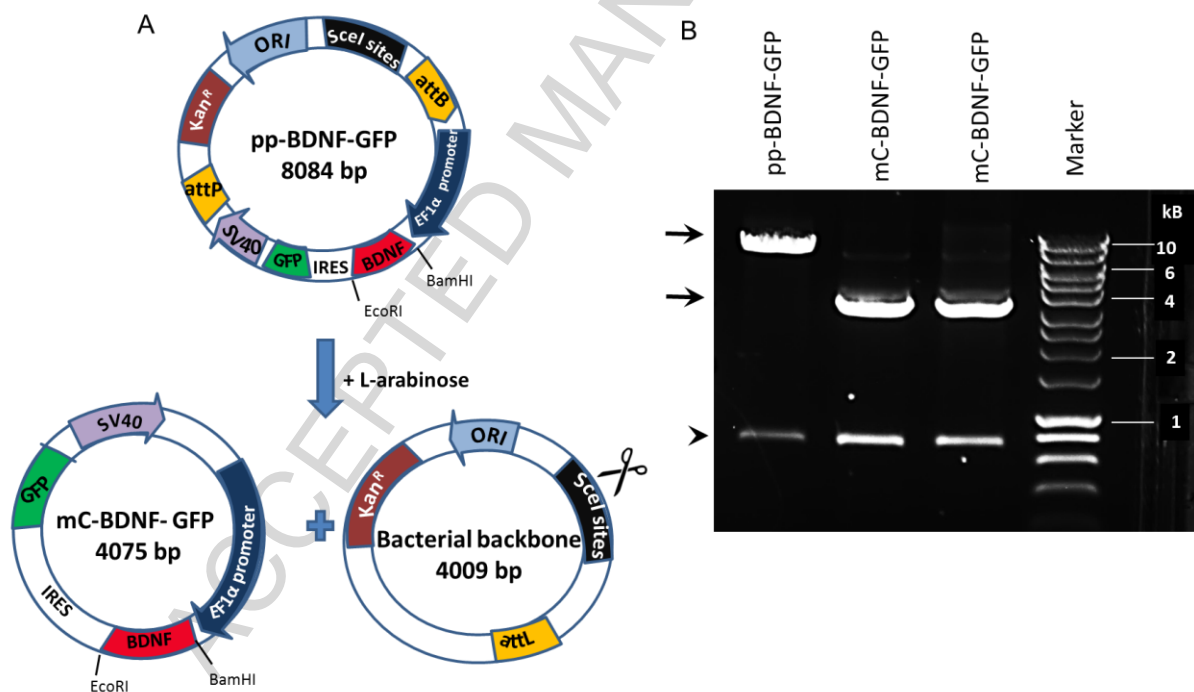 A
ORI
SceI sites
attB
EF1α promoter
BamHI
BDNF
EcoRI
IRES
GFP
SV40
attP
Kanᴿ
pp-BDNF-GFP
8084 bp
+ L-arabinose
SV40
GFP
EF1α promoter
mC-BDNF- GFP
4075 bp
IRES
BDNF
EcoRI
BamHI
ORI
Kanᴿ
SceI sites
Bacterial backbone
4009 bp
attL
B
pp-BDNF-GFP
mC-BDNF-GFP
mC-BDNF-GFP
Marker
kB
10
6
4
2
1
ACCEPTED MAN